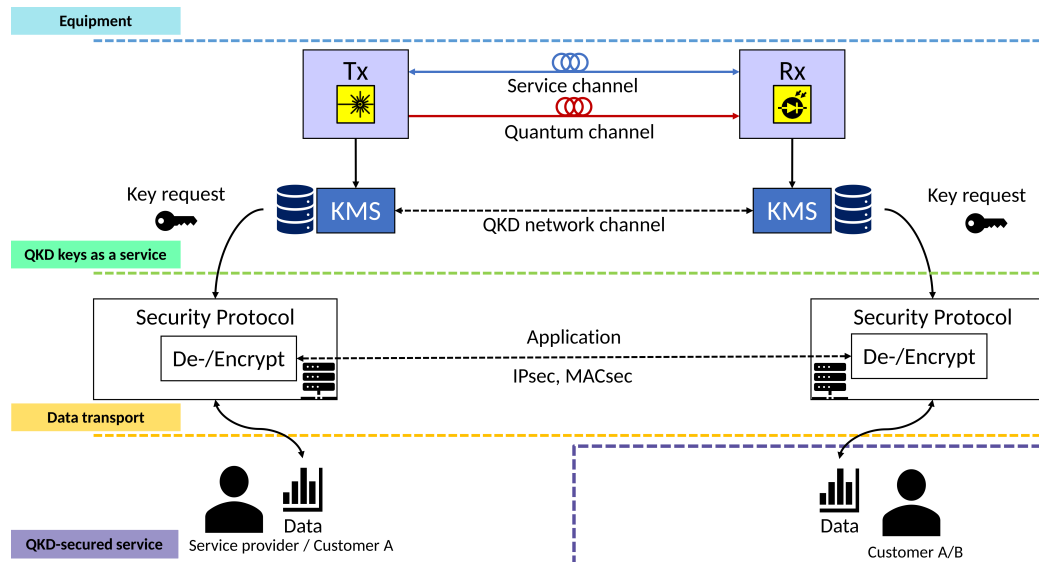 Equipment
Tx
Rx
Service channel
Quantum channel
Key request
KMS
QKD network channel
KMS
Key request
QKD keys as a service
Security Protocol
De-/Encrypt
Application
IPsec, MACsec
Security Protocol
De-/Encrypt
Data transport
Data
Service provider / Customer A
Data
Customer A/B
QKD-secured service